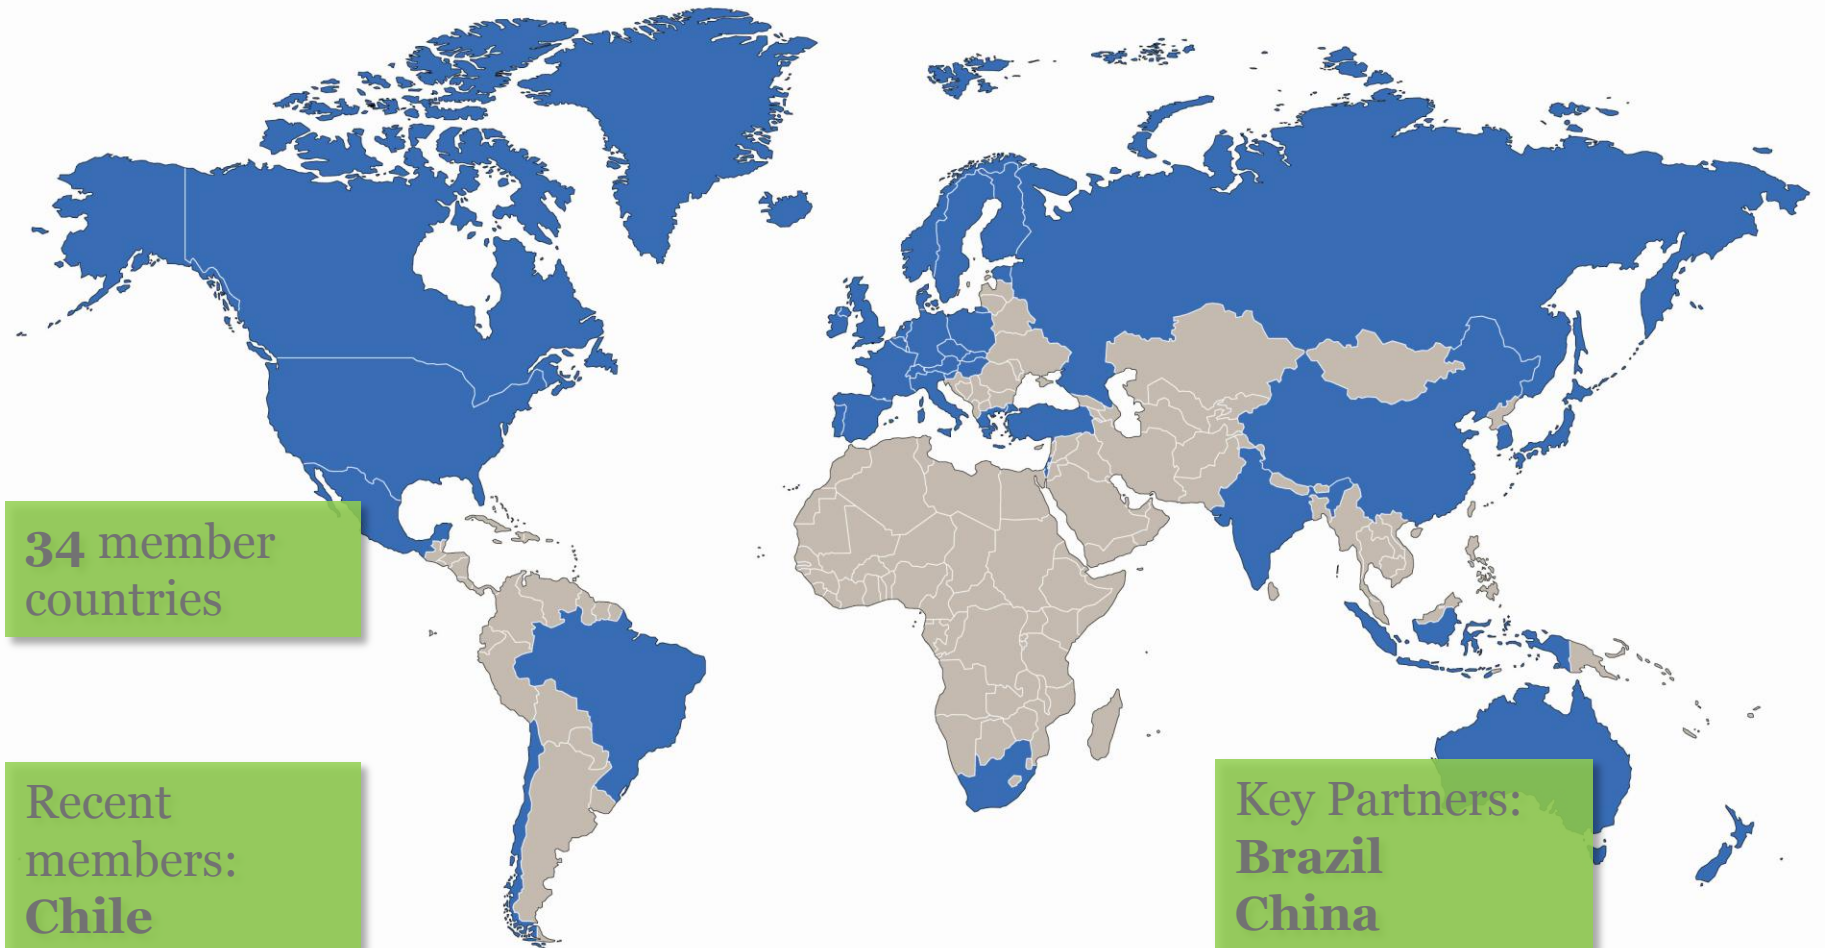 34 member
countries
Recent
members:
Chile
Key Partners:
Brazil
China